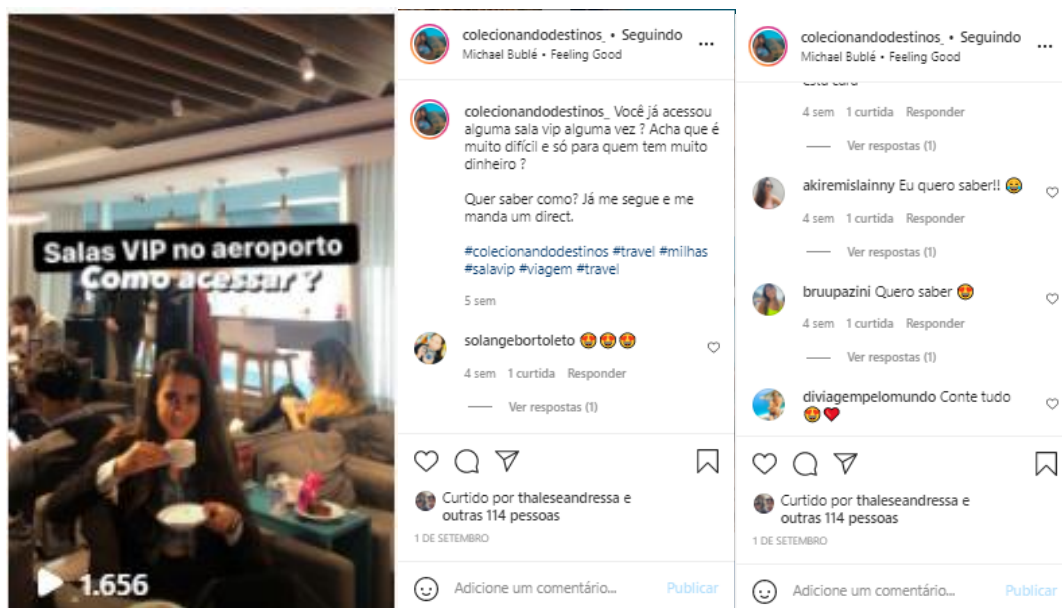 Salas VIP no aeroporto
Como acessar ?
1.656
colecionandodestinos_ • Seguindo
Michael Bublé • Feeling Good
colecionandodestinos_ Você já acessou
alguma sala vip alguma vez ? Acha que é
muito difícil e só para quem tem muito
dinheiro ?
Quer saber como? Já me segue e me
manda um direct.
#colecionandodestinos #travel #milhas
#salavip #viagem #travel
5 sem
solangebortoleto 😍😍😍
4 sem 1 curtida Responder
Ver respostas (1)
Curtido por thaleseandressa e
outras 114 pessoas
1 DE SETEMBRO
Adicione um comentário... Publicar
colecionandodestinos_ • Seguindo
Michael Bublé • Feeling Good
4 sem 1 curtida Responder
Ver respostas (1)
akiremislainny Eu quero saber!! 😂
4 sem 1 curtida Responder
Ver respostas (1)
bruupazini Quero saber 😍
4 sem 1 curtida Responder
Ver respostas (1)
diviagempelomundo Conte tudo
😍❤️
Curtido por thaleseandressa e
outras 114 pessoas
1 DE SETEMBRO
Adicione um comentário... Publicar